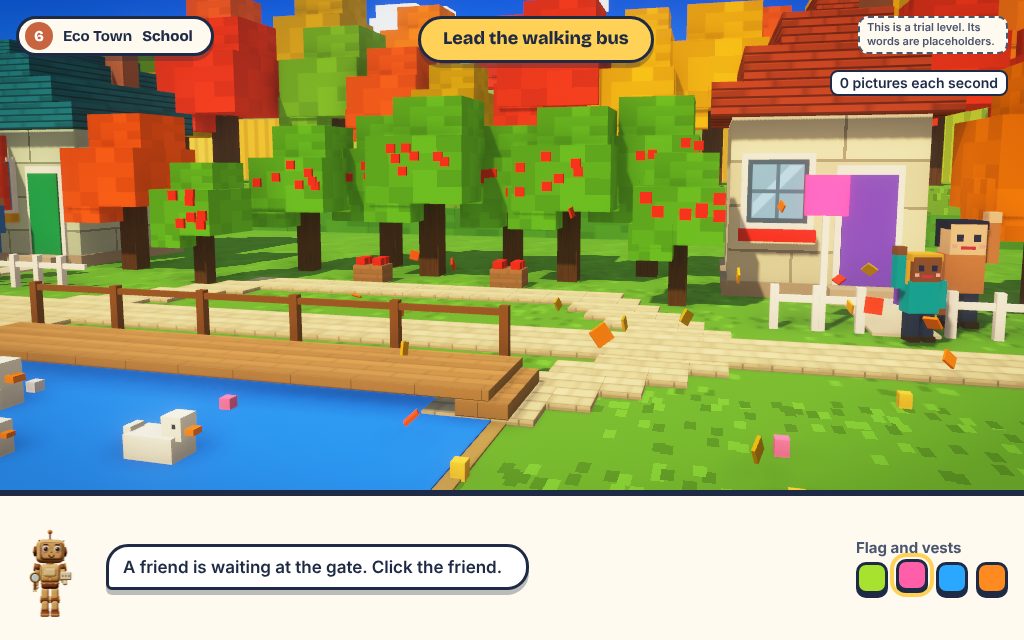 6 Eco Town School
Lead the walking bus
This is a trial level. Its
words are placeholders.
0 pictures each second
A friend is waiting at the gate. Click the friend.
Flag and vests